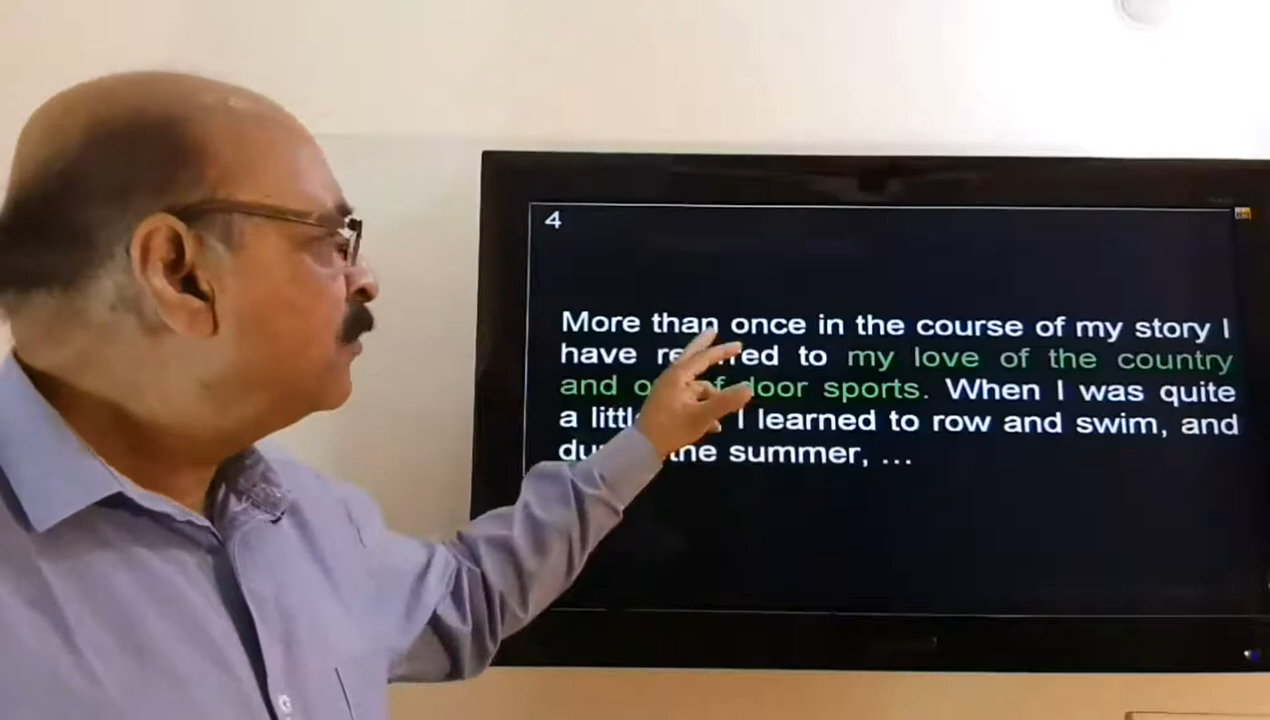 4
More than once in the course of my story I
have to my love of the country
and door sports. When I was quite
a I learned to row and swim, and
the summer, ...